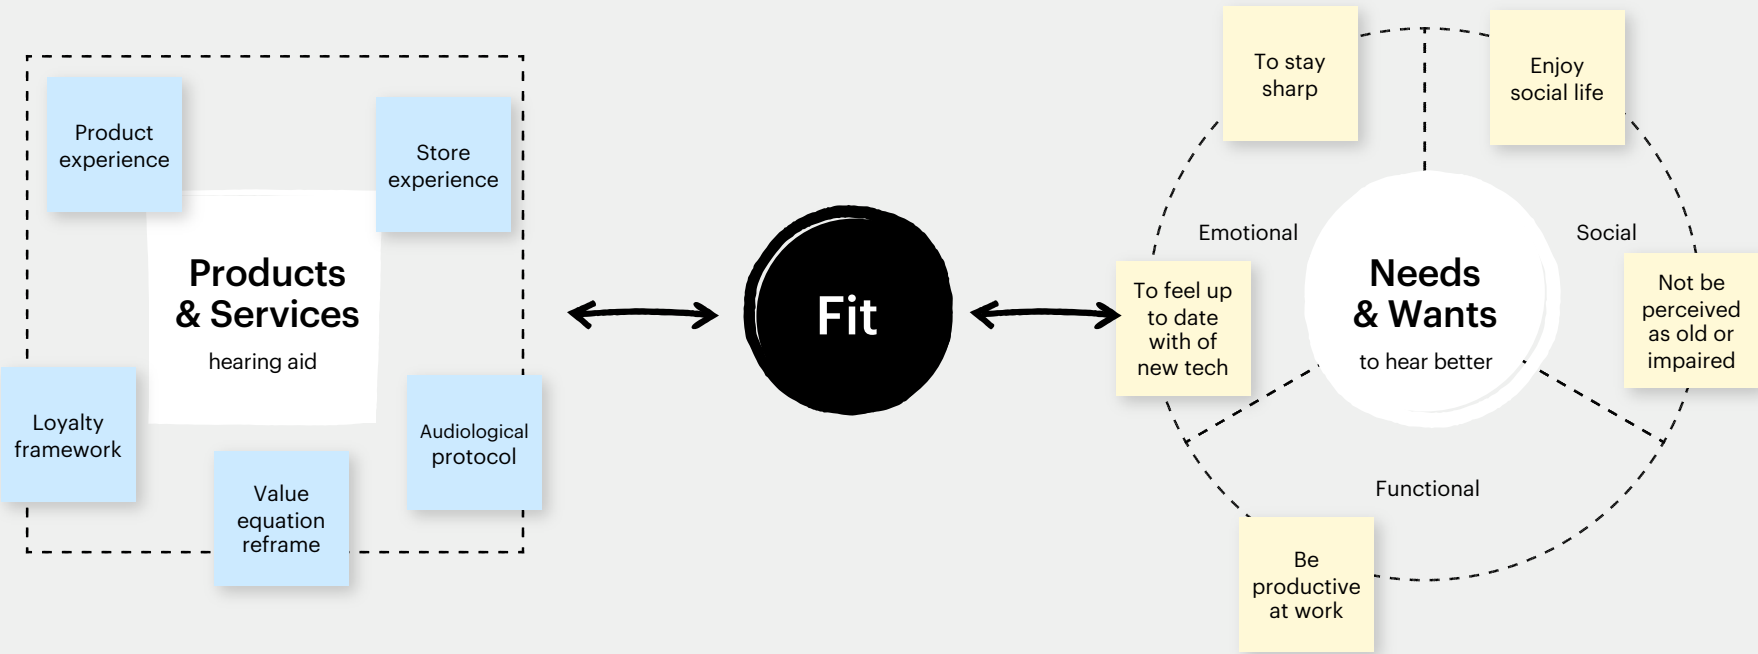 Product
experience
Store
experience
Products
& Services
hearing aid
Loyalty
framework
Value
equation
reframe
Audiological
protocol
Fit
To stay
sharp
Enjoy
social life
Emotional
Social
To feel up
to date
with of
new tech
Needs
& Wants
to hear better
Not be
perceived
as old or
impaired
Functional
Be
productive
at work